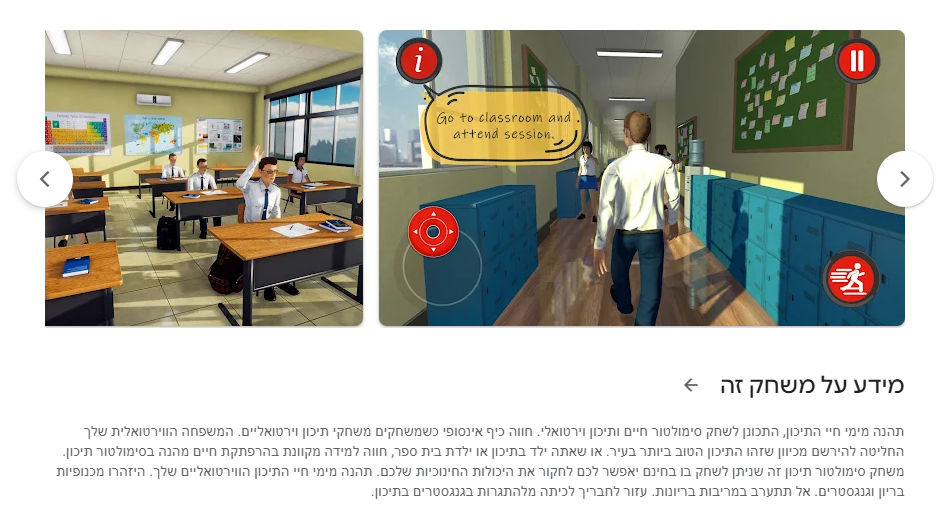 Go to classroom and
attend session.
מידע על משחק זה
תהנה מימי חיי התיכון, התכונן לשחק סימולטור חיים ותיכון וירטואלי. חווה כיף אינסופי כשמשחקים משחקי תיכון וירטואליים. המשפחה הווירטואלית שלך
החליטה להירשם מכיוון שזהו התיכון הטוב ביותר בעיר. או שאתה ילד בתיכון או ילדת בית ספר, חווה למידה מקוונת בהרפתקת חיים מהנה בסימולטור תיכון.
משחק סימולטור תיכון זה שניתן לשחק בו בחינם יאפשר לכם לחקור את היכולות החינוכיות שלכם. תהנה מימי חיי התיכון הווירטואליים שלך. היזהרו מכנופיות
בריון וגנגסטרים. אל תתערב במריבות בריונות. עזור לחבריך לכיתה מלהתגרות בגנגסטרים בתיכון.